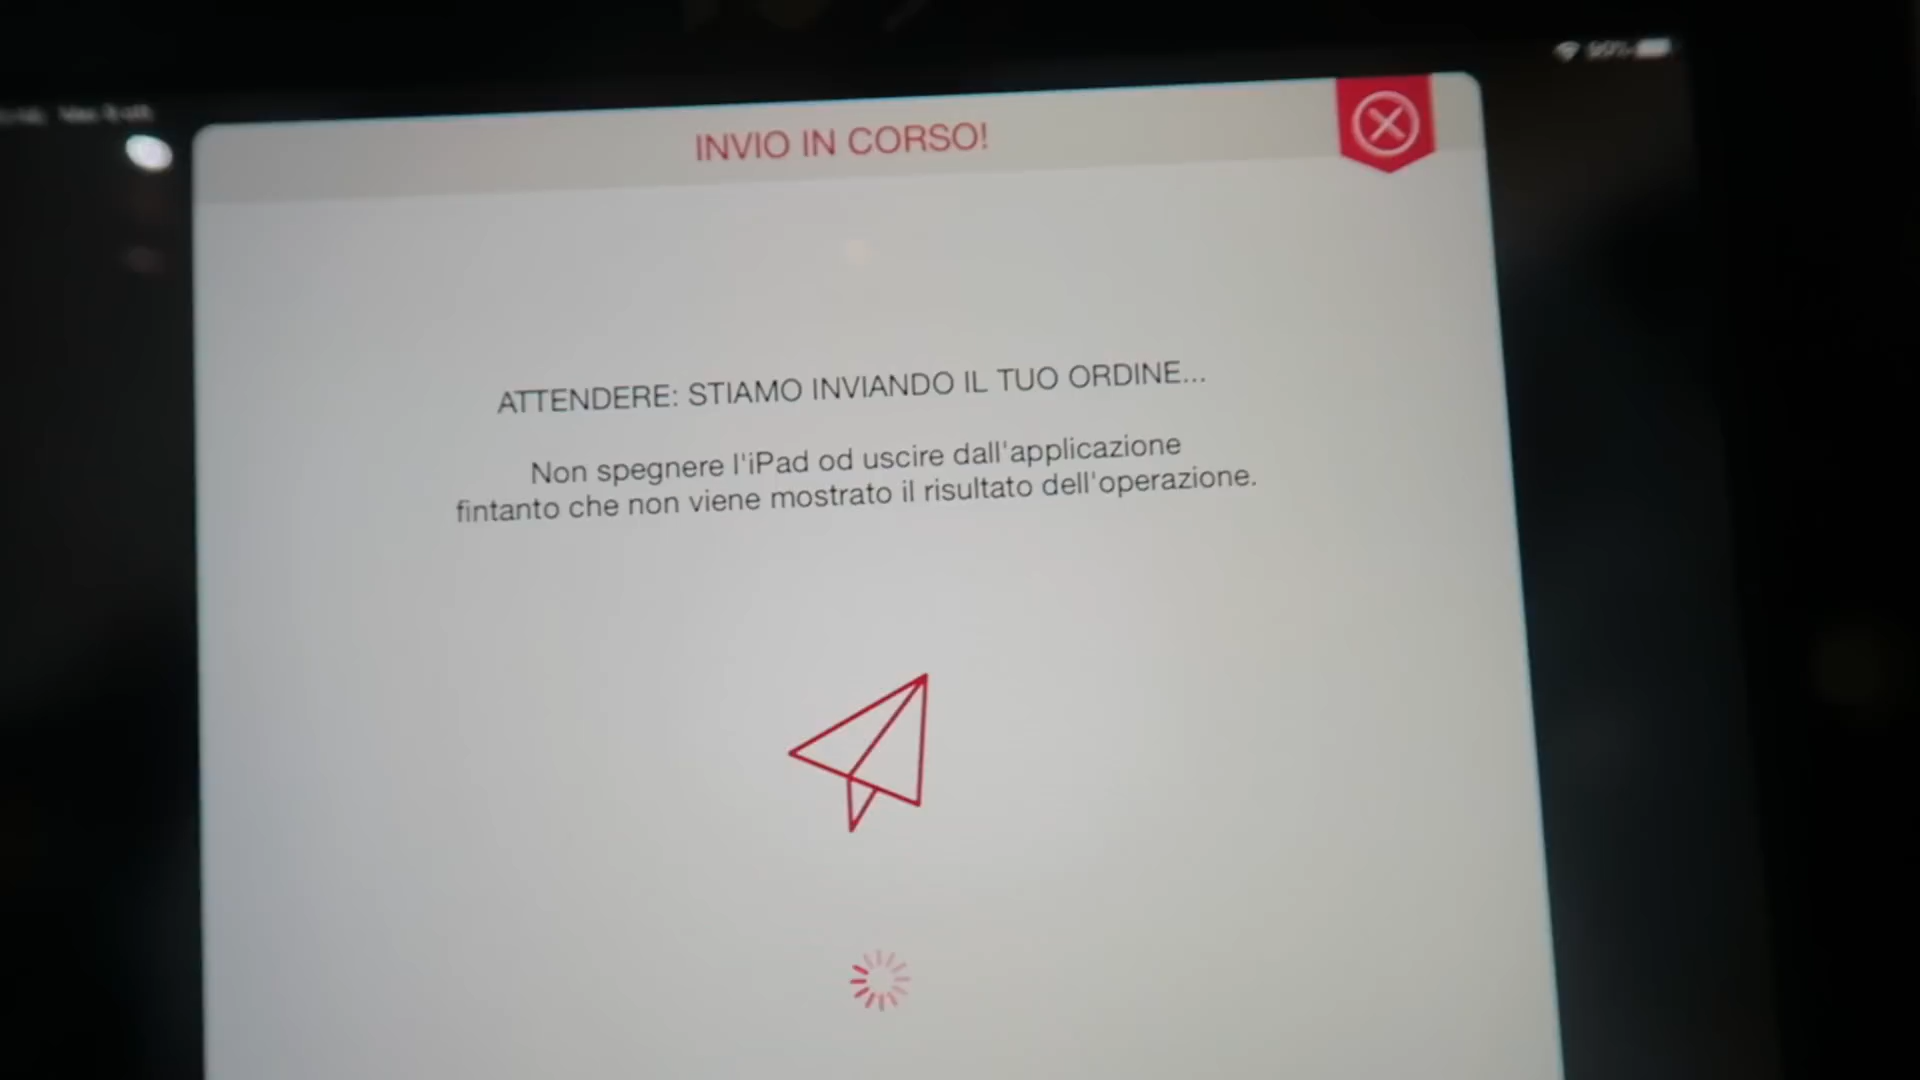 INVIO IN CORSO!
ATTENDERE: STIAMO INVIANDO IL TUO ORDINE...
Non spegnere l'iPad od uscire dall'applicazione
fintanto che non viene mostrato il risultato dell'operazione.